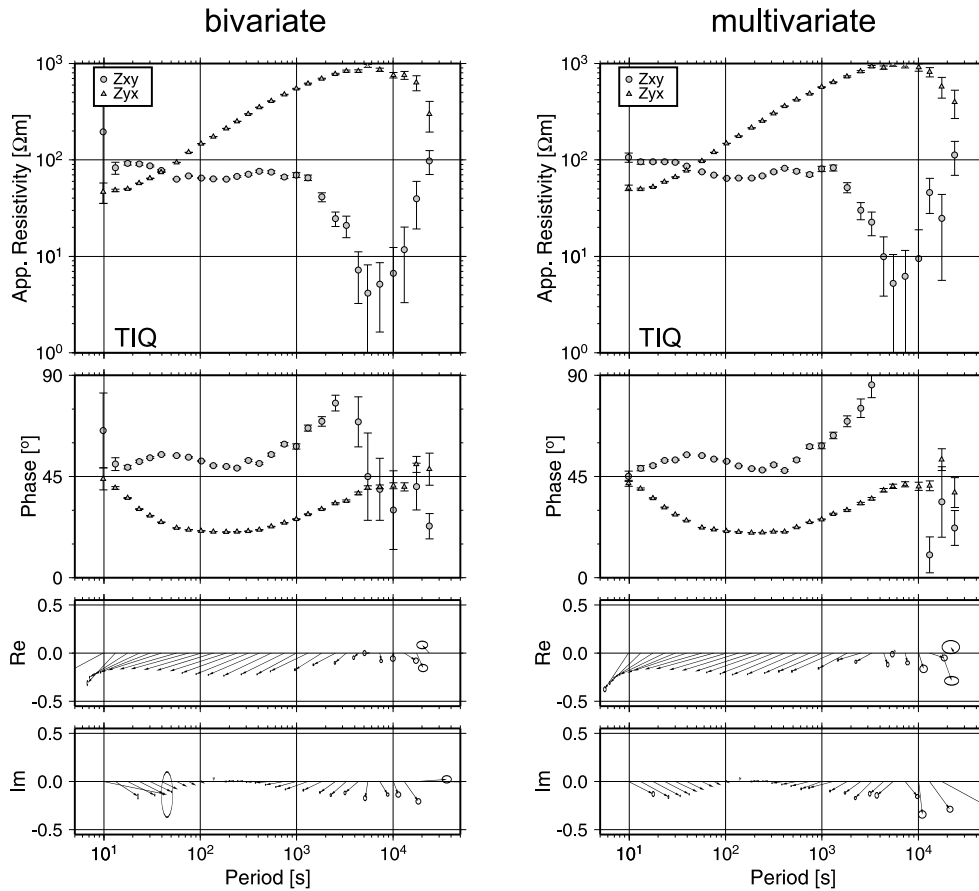 bivariate
multivariate
App. Resistivity [Ωm]
10³
10²
10¹
10⁰
Zxy
Zyx
TIQ
App. Resistivity [Ωm]
10³
10²
10¹
10⁰
Zxy
Zyx
TIQ
Phase [°]
90
45
0
Phase [°]
90
45
0
Re
0.5
0.0
-0.5
Re
0.5
0.0
-0.5
Im
0.5
0.0
-0.5
Im
0.5
0.0
-0.5
10¹ 10² 10³ 10⁴
Period [s]
10¹ 10² 10³ 10⁴
Period [s]